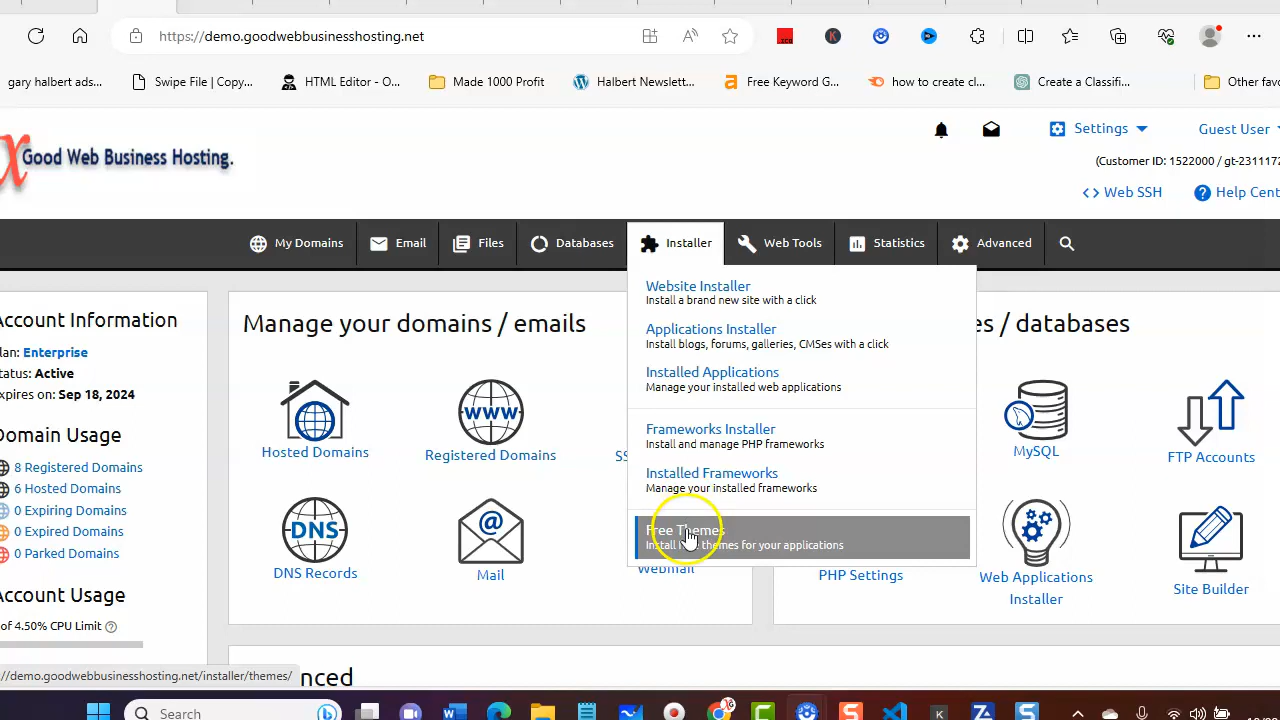 https://demo.goodwebbusinesshosting.net
gary halbert ads...
Swipe File | Copy...
HTML Editor - O...
Made 1000 Profit
Halbert Newslett...
Free Keyword G...
how to create cl...
Create a Classifi...
Other favo
Good Web Business Hosting.
Settings
Guest User
(Customer ID: 1522000 / gt-2311172
<> Web SSH
Help Cent
My Domains
Email
Files
Databases
Installer
Web Tools
Statistics
Advanced
Website Installer
Install a brand new site with a click
Applications Installer
Install blogs, forums, galleries, CMSes with a click
Installed Applications
Manage your installed web applications
Frameworks Installer
Install and manage PHP frameworks
Installed Frameworks
Manage your installed frameworks
Free Themes
Install themes for your applications
Account Information
lan: Enterprise
tatus: Active
xpires on: Sep 18, 2024
Domain Usage
8 Registered Domains
6 Hosted Domains
0 Expiring Domains
0 Expired Domains
0 Parked Domains
Account Usage
of 4.50% CPU Limit
Manage your domains / emails
Hosted Domains
WWW
Registered Domains
SS
DNS
DNS Records
@
Mail
Webmail
es / databases
MySQL
FTP Accounts
PHP Settings
Web Applications
Installer
Site Builder
nced
//demo.goodwebbusinesshosting.net/installer/themes/
Search